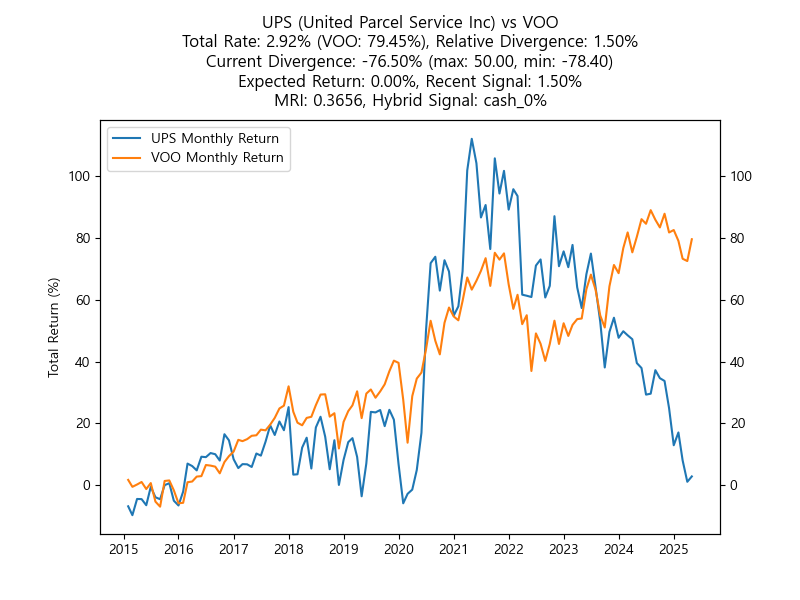 UPS (United Parcel Service Inc) vs VOO
Total Rate: 2.92% (VOO: 79.45%), Relative Divergence: 1.50%
Current Divergence: -76.50% (max: 50.00, min: -78.40)
Expected Return: 0.00%, Recent Signal: 1.50%
MRI: 0.3656, Hybrid Signal: cash_0%
UPS Monthly Return
VOO Monthly Return
Total Return (%)
100
80
60
40
20
0
100
80
60
40
20
0
2015 2016 2017 2018 2019 2020 2021 2022 2023 2024 2025